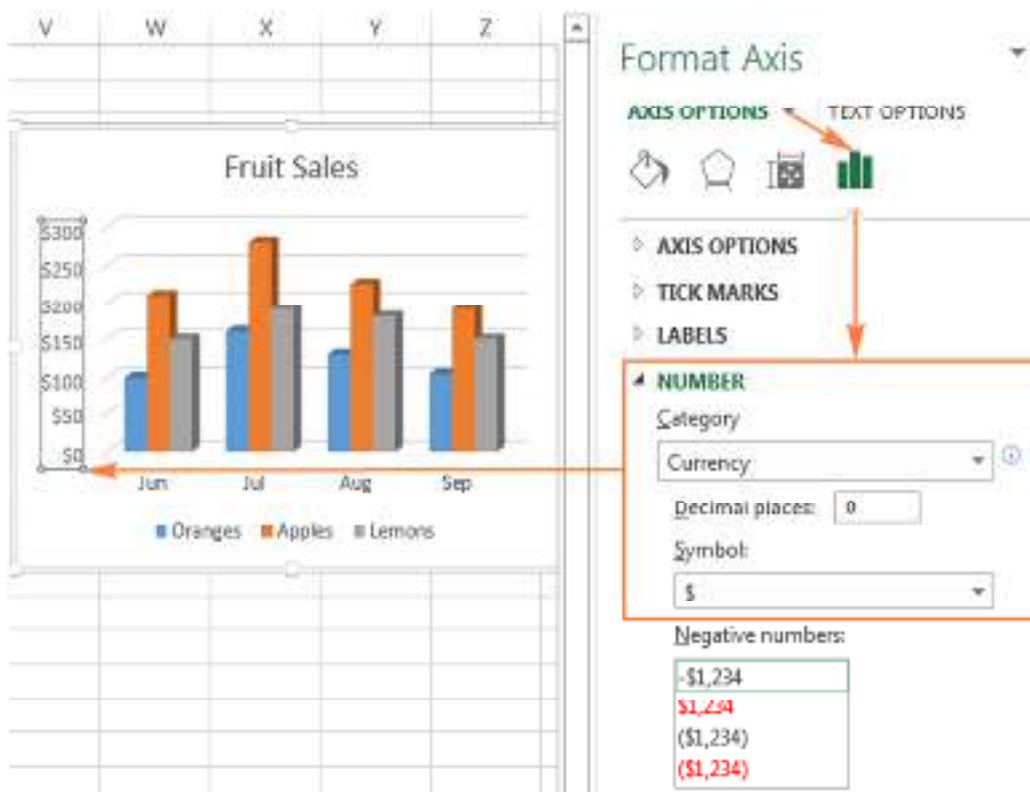 V W X Y Z
Fruit Sales
$300
$250
$200
$150
$100
$50
$0
Jun Jul Aug Sep
Oranges Apples Lemons
Format Axis
AXIS OPTIONS TEXT OPTIONS
AXIS OPTIONS
TICK MARKS
LABELS
NUMBER
Category
Currency
Decimal places: 0
Symbol:
$
Negative numbers:
-$1,234
$1,234
($1,234)
($1,234)